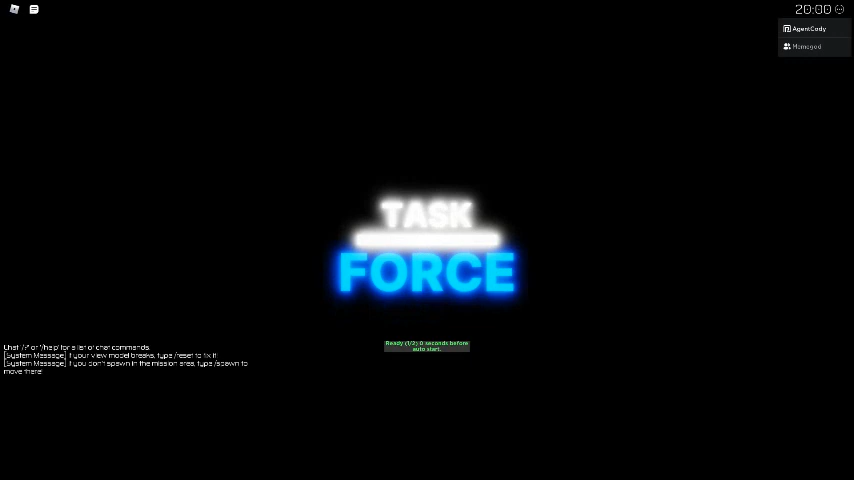 20:00
AgentCady
Memegod
TASK
FORCE
Ready (1/2) 0 seconds before
auto start.
Chat '/?' or '/help' for a list of chat commands.
[System Message] If your view model breaks, type /reset to fix it!
[System Message] If you don't spawn in the mission area, type /spawn to
move there!